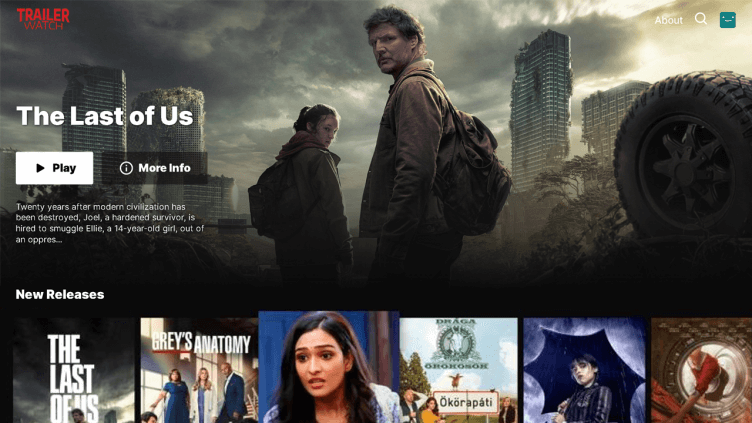 TRAILER
WATCH
About
The Last of Us
Play
More Info
Twenty years after modern civilization has
been destroyed, Joel, a hardened survivor, is
hired to smuggle Ellie, a 14-year-old girl, out of
an oppres...
New Releases
THE
LAST
OF US
GREY'S ANATOMY
DRÁGA
ÖRÖKÖSÖK
Ökörapáti